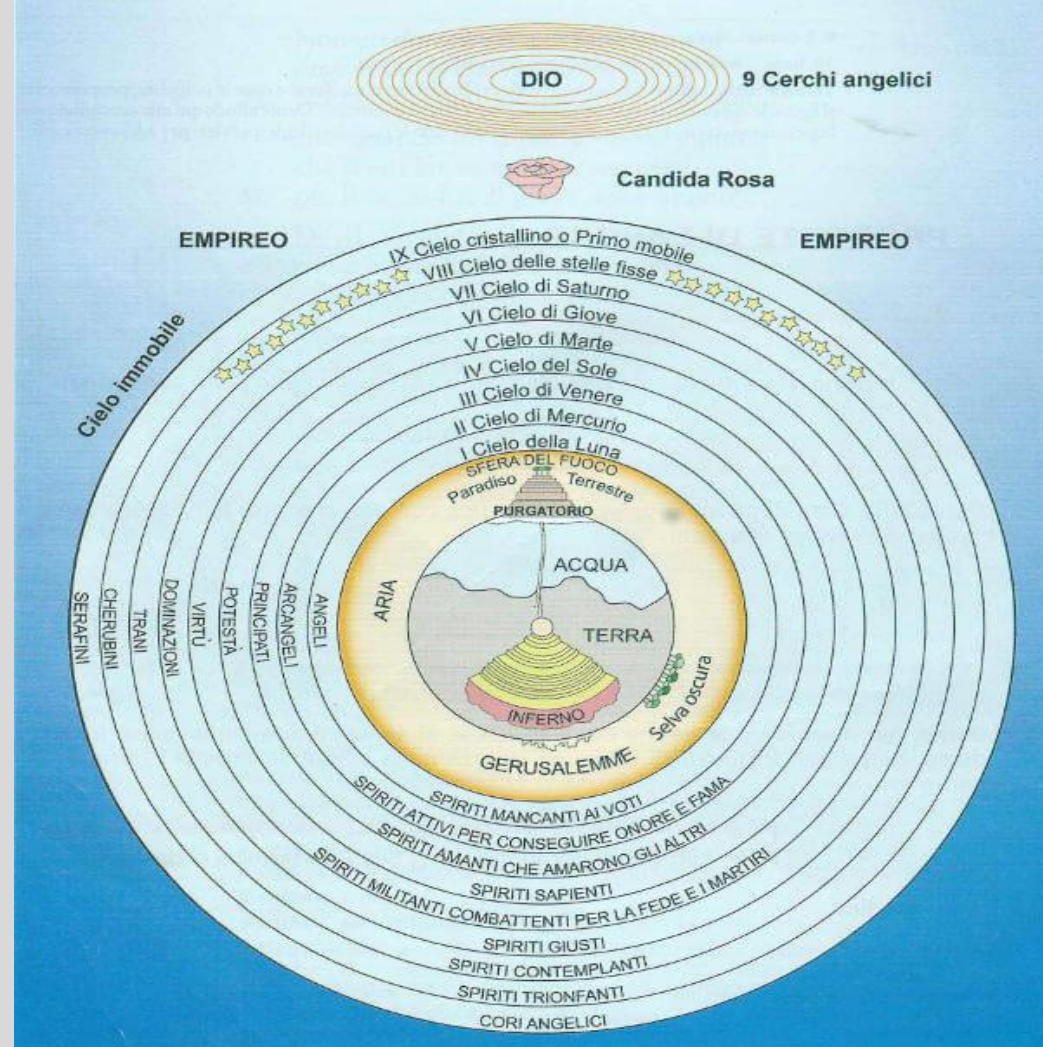 DIO
9 Cerchi angelici
Candida Rosa
EMPIREO
EMPIREO
Cielo immobile
IX Cielo cristallino o Primo mobile
VIII Cielo delle stelle fisse
VII Cielo di Saturno
VI Cielo di Giove
V Cielo di Marte
IV Cielo del Sole
III Cielo di Venere
II Cielo di Mercurio
I Cielo della Luna
SFERA DEL FUOCO
Paradiso Terrestre
PURGATORIO
ACQUA
ARIA
TERRA
INFERNO
Selva oscura
GERUSALEMME
SERAFINI
CHERUBINI
TRANI
DOMINAZIONI
VIRTÙ
POTESTÀ
PRINCIPATI
ARCANGELI
ANGELI
SPIRITI MANCANTI AI VOTI
SPIRITI ATTIVI PER CONSEGUIRE ONORE E FAMA
SPIRITI AMANTI CHE AMARONO GLI ALTRI
SPIRITI SAPIENTI
SPIRITI MILITANTI COMBATTENTI PER LA FEDE E I MARTIRI
SPIRITI GIUSTI
SPIRITI CONTEMPLANTI
SPIRITI TRIONFANTI
CORI ANGELICI